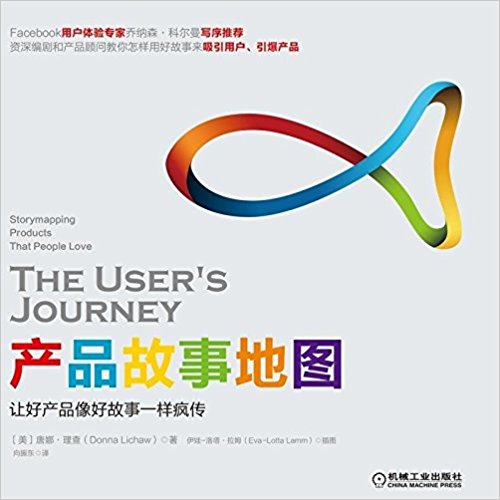 Facebook用户体验专家乔纳森·科尔曼写序推荐
资深编剧和产品顾问教你怎样用好故事来吸引用户、引爆产品
Storymapping
Products
That People Love
THE USER'S
JOURNEY
产品故事地图
让好产品像好故事一样疯传
[美]唐娜·理查(Donna Lichaw)◎著 伊娃-洛塔·拉姆(Eva-Lotta Lamm)◎插图
向振东◎译
机械工业出版社
CHINA MACHINE PRESS